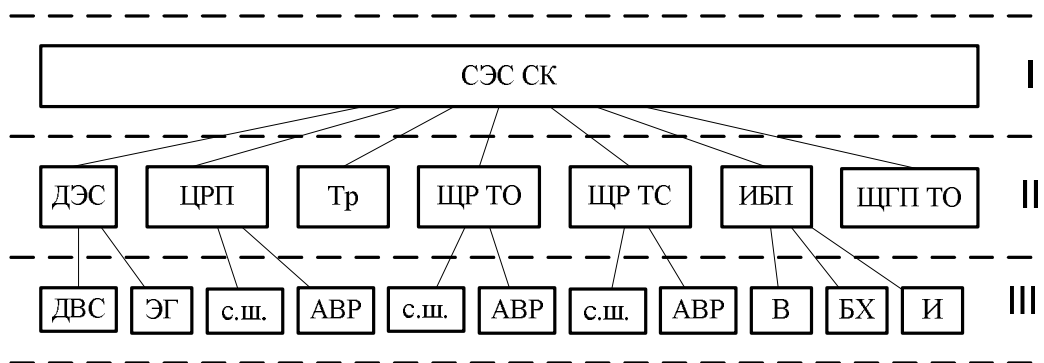 СЭС СК I
ДЭС ЦРП Тр ЩР ТО ЩР ТС ИБП ЩГП ТО II
ДВС ЭГ с.ш. АВР с.ш. АВР с.ш. АВР В БХ И III